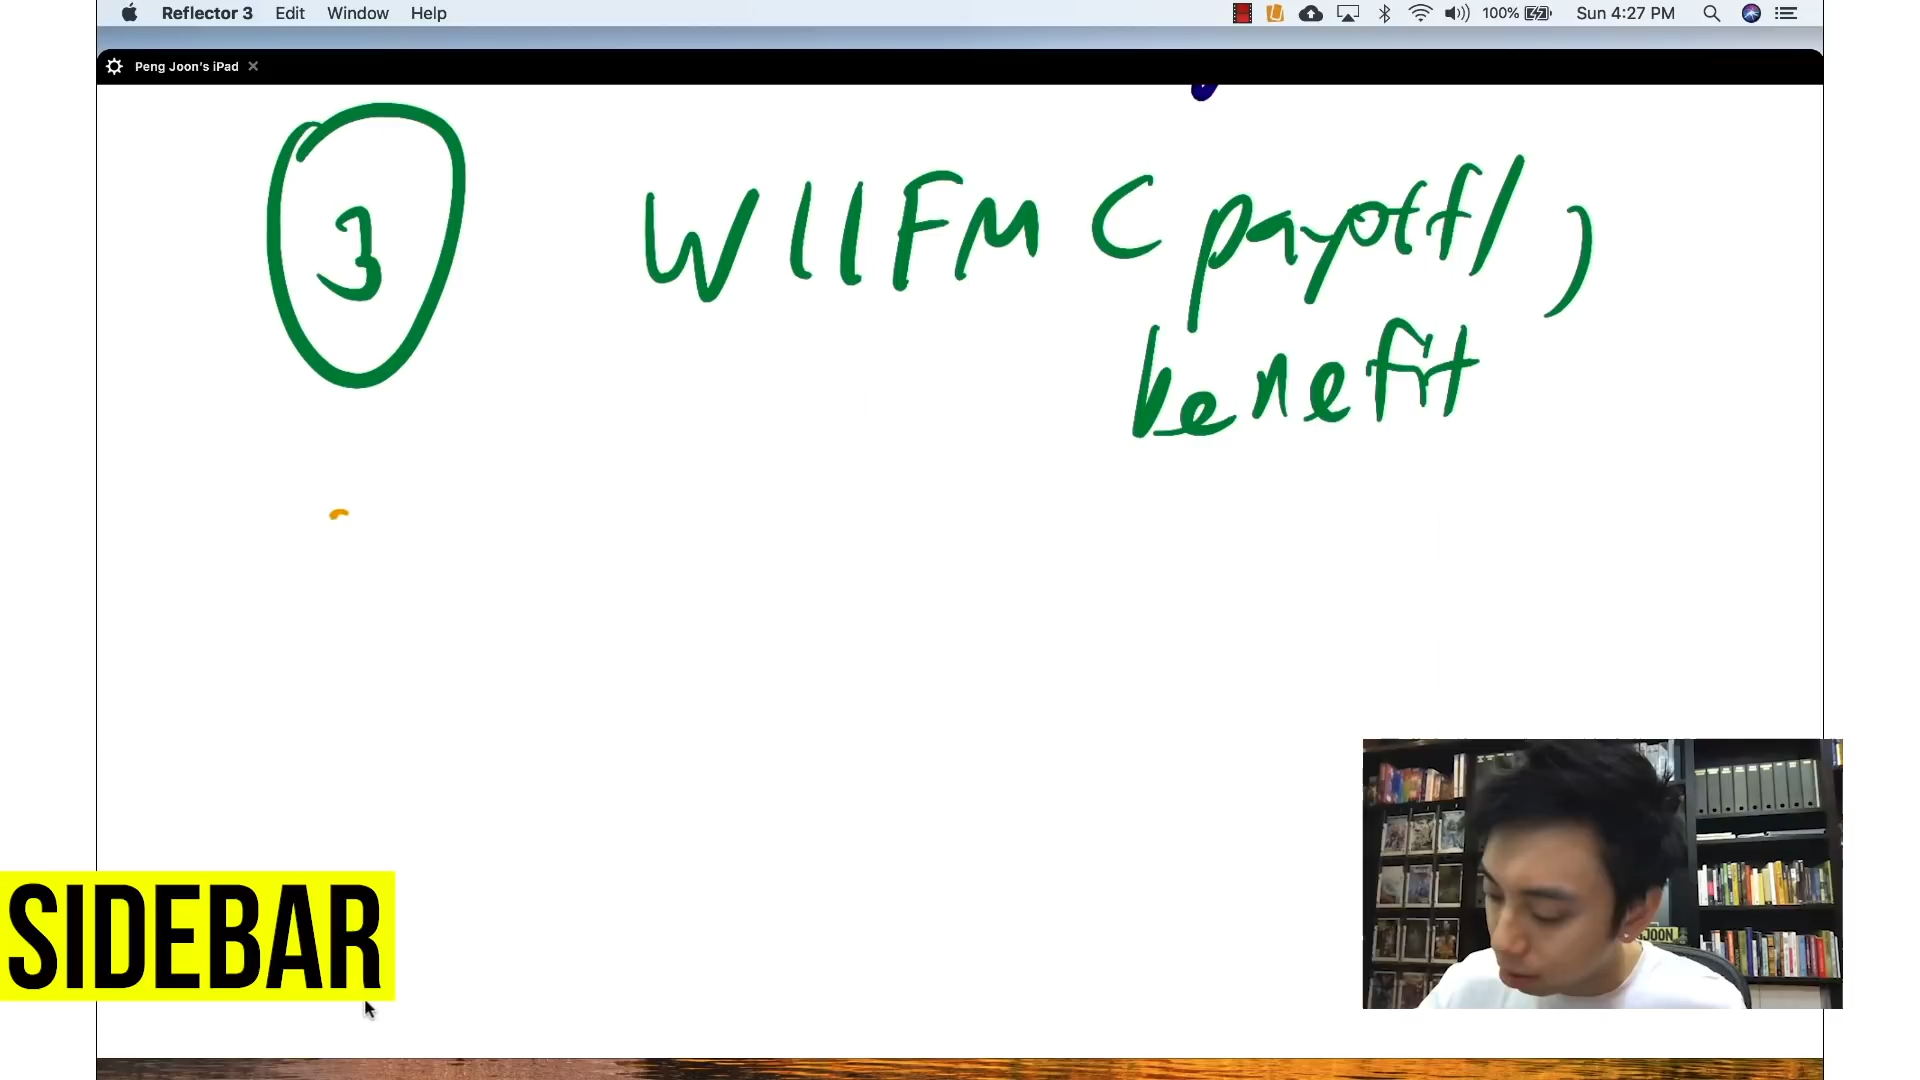 Reflector 3 Edit Window Help 100% Sun 4:27 PM
Peng Joon's iPad
3 WIIFM (payoff/)
benefit
JOON
SIDEBAR